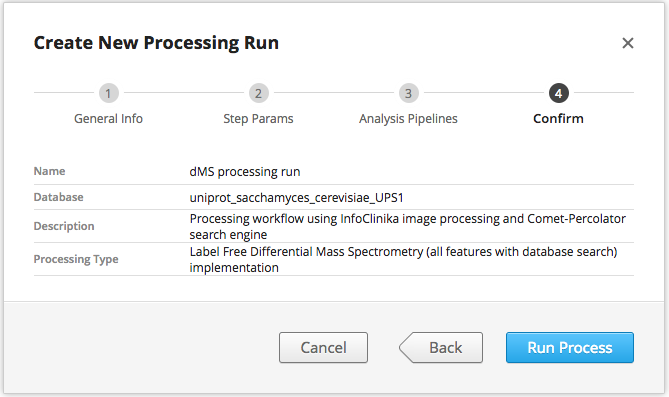 Create New Processing Run
×
1
2
3
4
General Info
Step Params
Analysis Pipelines
Confirm
Name
dMS processing run
Database
uniprot_sacchamyces_cerevisiae_UPS1
Description
Processing workflow using InfoClinika image processing and Comet-Percolator
search engine
Processing Type
Label Free Differential Mass Spectrometry (all features with database search)
implementation
Cancel
Back
Run Process